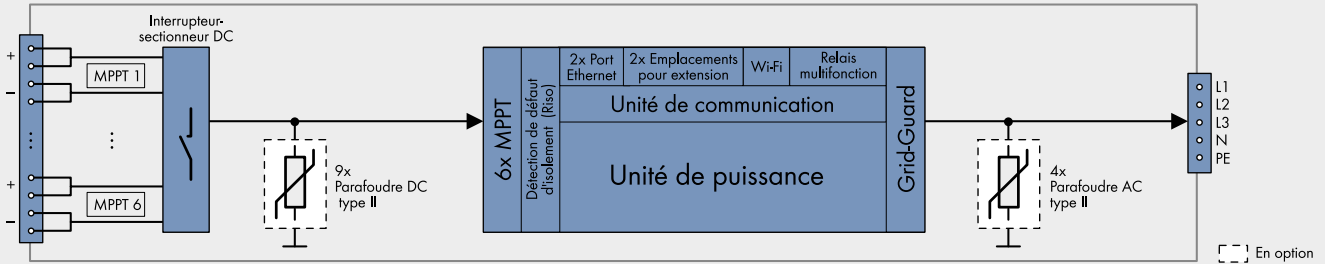 Interrupteur-
sectionneur DC
+
MPPT 1
−
+
MPPT 6
−
9x
Parafoudre DC
type II
6x MPPT
Détection de défaut
d'isolement (Riso)
2x Port
Ethernet
2x Emplacements
pour extension
Wi-Fi
Relais
multifonction
Unité de communication
Unité de puissance
Grid-Guard
4x
Parafoudre AC
type II
L1
L2
L3
N
PE
En option